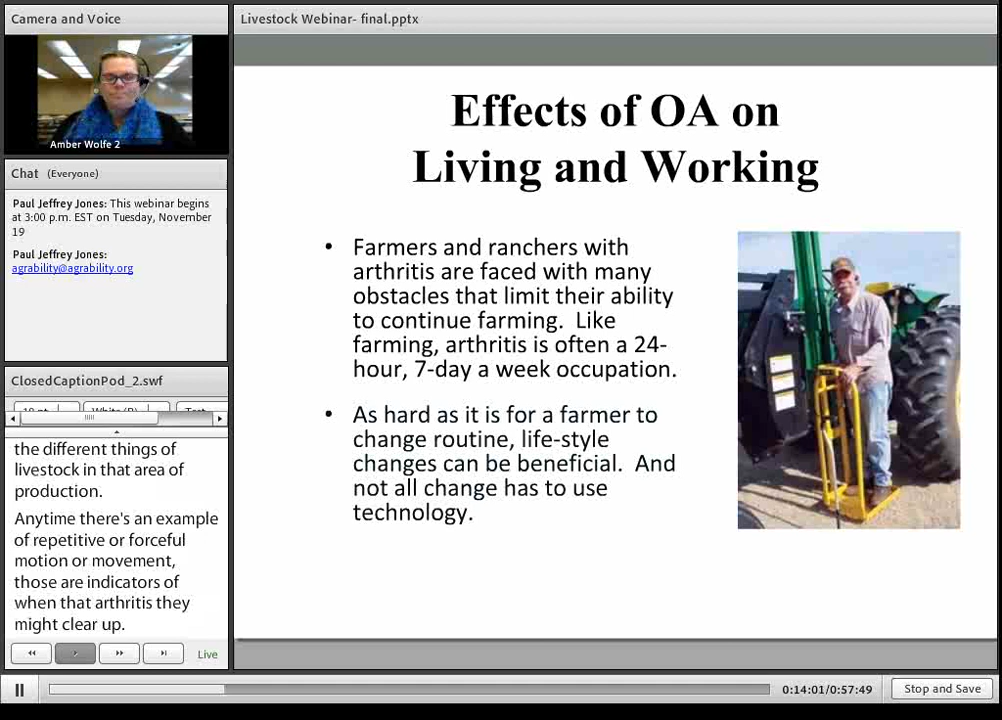 Camera and Voice
Amber Wolfe 2
Chat (Everyone)
Paul Jeffrey Jones: This webinar begins
at 3:00 p.m. EST on Tuesday, November
19
Paul Jeffrey Jones:
agrability@agrability.org
ClosedCaptionPod_2.swf
the different things of
livestock in that area of
production.
Anytime there's an example
of repetitive or forceful
motion or movement,
those are indicators of
when that arthritis they
might clear up.
Live
Livestock Webinar- final.pptx
Effects of OA on
Living and Working
• Farmers and ranchers with
arthritis are faced with many
obstacles that limit their ability
to continue farming. Like
farming, arthritis is often a 24-
hour, 7-day a week occupation.
• As hard as it is for a farmer to
change routine, life-style
changes can be beneficial. And
not all change has to use
technology.
0:14:01/0:57:49
Stop and Save